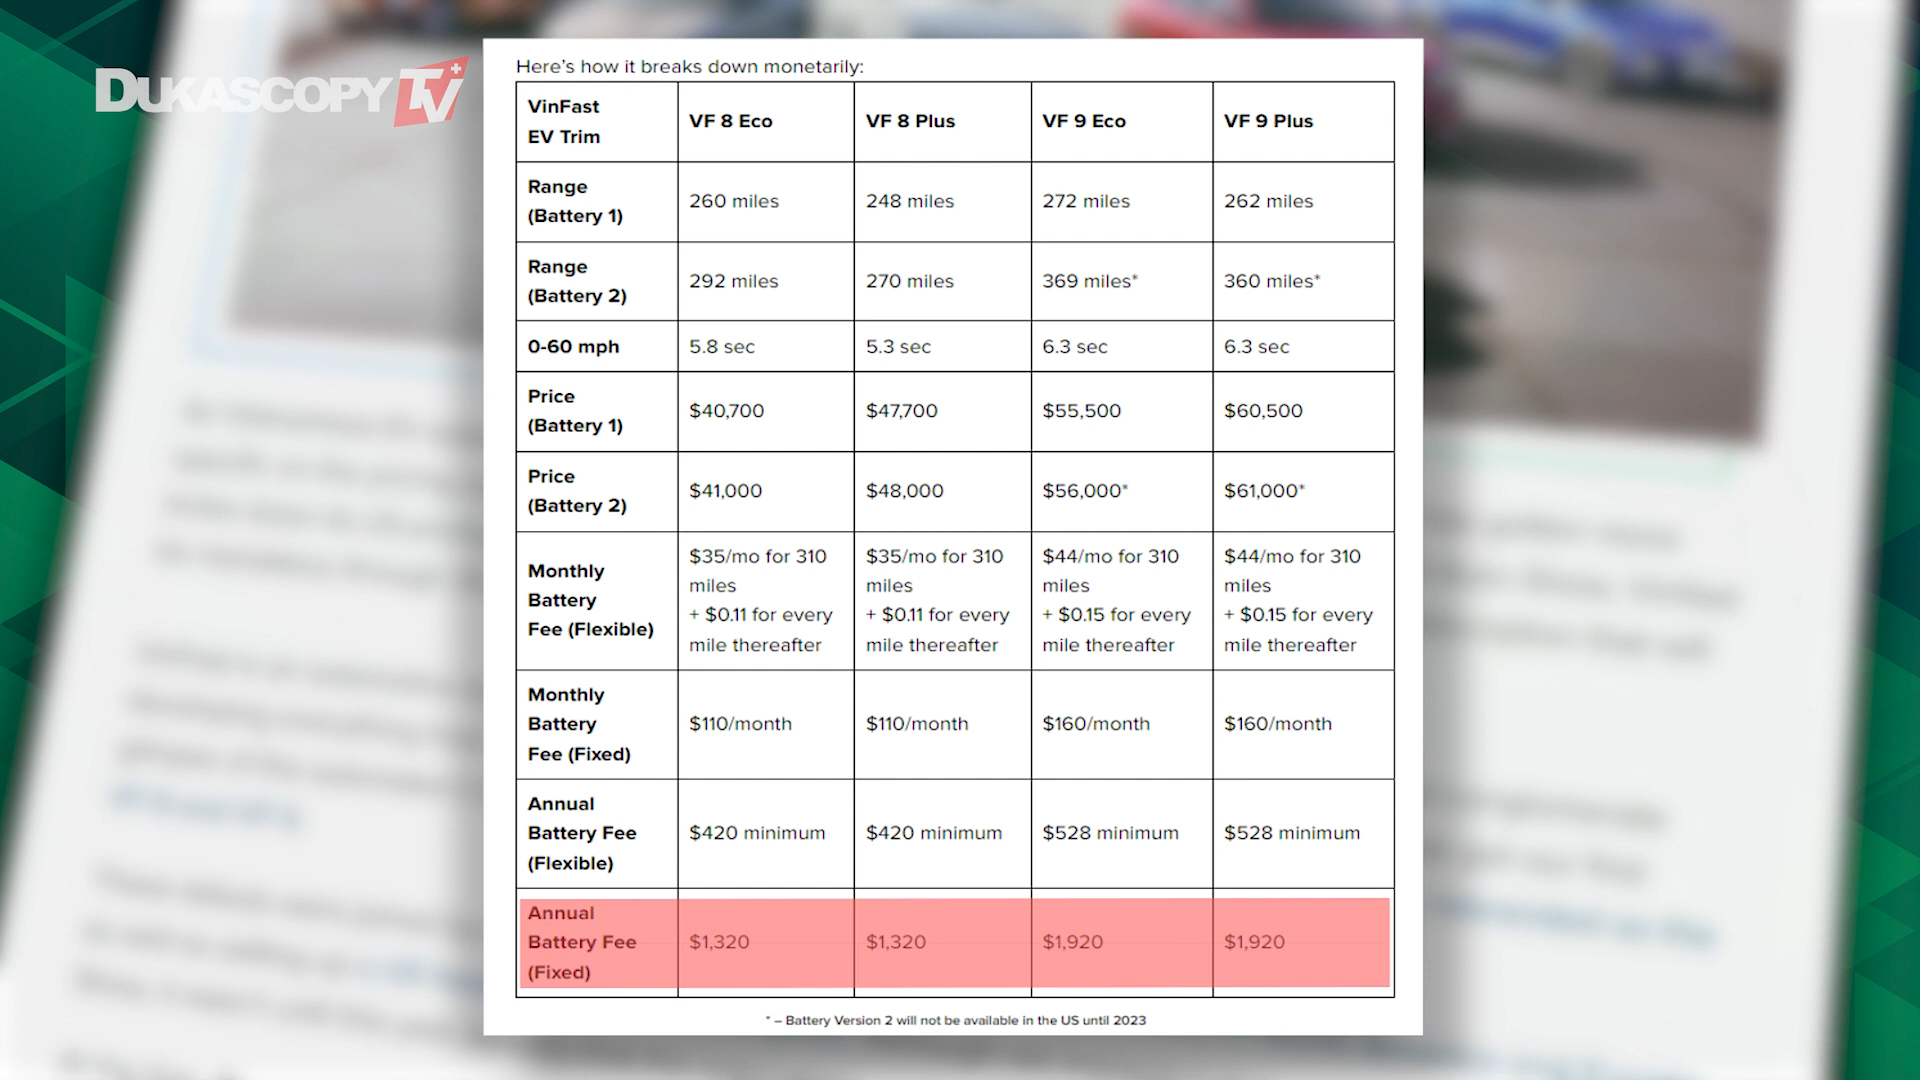 DUKASCOPY TV
Here's how it breaks down monetarily:
VinFast
EV Trim
VF 8 Eco
VF 8 Plus
VF 9 Eco
VF 9 Plus
Range
(Battery 1)
260 miles
248 miles
272 miles
262 miles
Range
(Battery 2)
292 miles
270 miles
369 miles*
360 miles*
0-60 mph
5.8 sec
5.3 sec
6.3 sec
6.3 sec
Price
(Battery 1)
$40,700
$47,700
$55,500
$60,500
Price
(Battery 2)
$41,000
$48,000
$56,000*
$61,000*
Monthly
Battery
Fee (Flexible)
$35/mo for 310
miles
+ $0.11 for every
mile thereafter
$35/mo for 310
miles
+ $0.11 for every
mile thereafter
$44/mo for 310
miles
+ $0.15 for every
mile thereafter
$44/mo for 310
miles
+ $0.15 for every
mile thereafter
Monthly
Battery
Fee (Fixed)
$110/month
$110/month
$160/month
$160/month
Annual
Battery Fee
(Flexible)
$420 minimum
$420 minimum
$528 minimum
$528 minimum
Annual
Battery Fee
(Fixed)
$1,320
$1,320
$1,920
$1,920
* – Battery Version 2 will not be available in the US until 2023